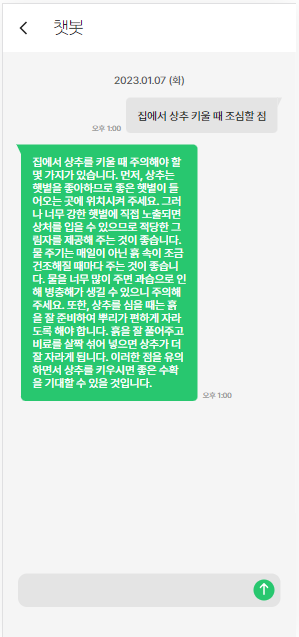 챗봇
2023.01.07 (화)
집에서 상추 키울 때 조심할 점
오후 1:00
집에서 상추를 키울 때 주의해야 할
몇 가지가 있습니다. 먼저, 상추는
햇빛을 좋아하므로 좋은 햇볕이 들
어오는 곳에 위치시켜 주세요. 그러
나 너무 강한 햇볕에 직접 노출되면
상처를 입을 수 있으므로 적당한 그
림자를 제공해 주는 것이 좋습니다.
물 주기는 매일이 아닌 흙 속이 조금
건조해질 때마다 주는 것이 좋습니
다. 물을 너무 많이 주면 과습으로 인
해 병충해가 생길 수 있으니 주의해
주세요. 또한, 상추를 심을 때는 흙
을 잘 준비하여 뿌리가 편하게 자라
도록 해야 합니다. 흙을 잘 풀어주고
비료를 살짝 섞어 넣으면 상추가 더
잘 자라게 됩니다. 이러한 점을 유의
하면서 상추를 키우시면 좋은 수확
을 기대할 수 있을 것입니다.
오후 1:00